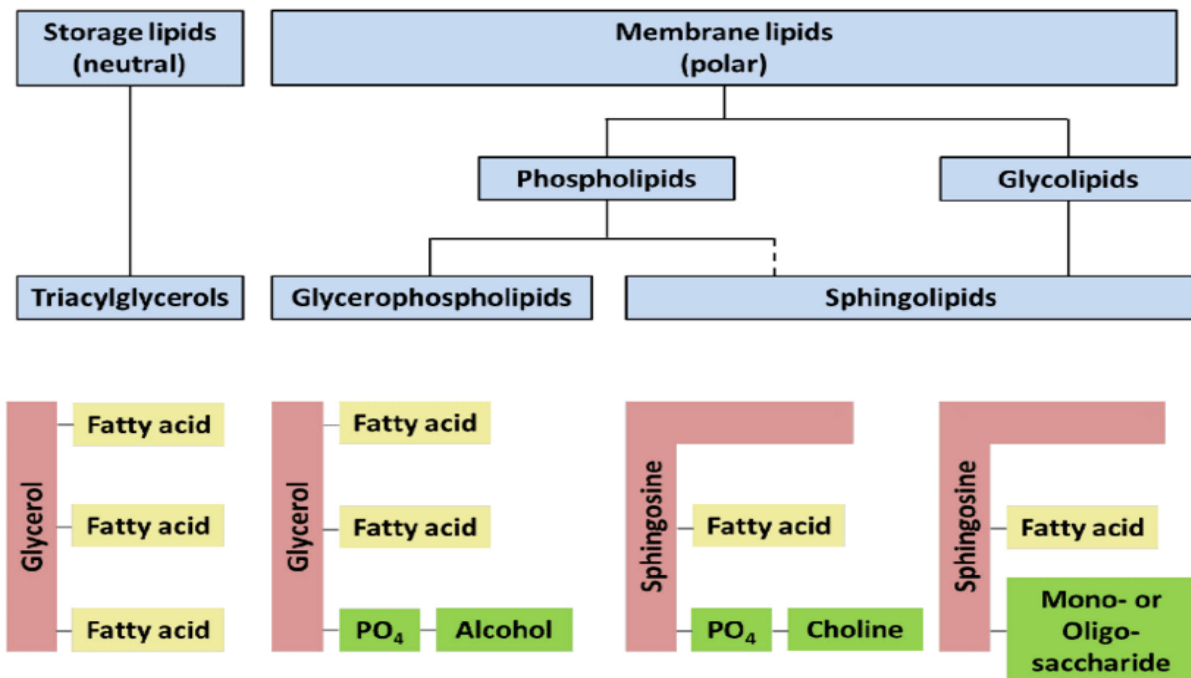 Storage lipids
(neutral)
Membrane lipids
(polar)
Phospholipids
Glycolipids
Triacylglycerols
Glycerophospholipids
Sphingolipids
Glycerol
Fatty acid
Fatty acid
Fatty acid
Glycerol
Fatty acid
Fatty acid
PO₄
Alcohol
Sphingosine
Fatty acid
PO₄
Choline
Sphingosine
Fatty acid
Mono- or
Oligo-
saccharide